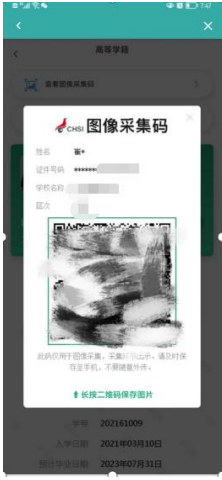 7:47
高等学籍
查看图像采集码
CHSI 图像采集码
姓名 崔*
证件号码 ******
学校名称
层次
此码仅用于图像采集，采集时出示。请及时保
存至手机，不要随意外传。
长按二维码保存图片
学号 202161009
入学日期 2021年03月10日
预计毕业日期 2023年07月31日